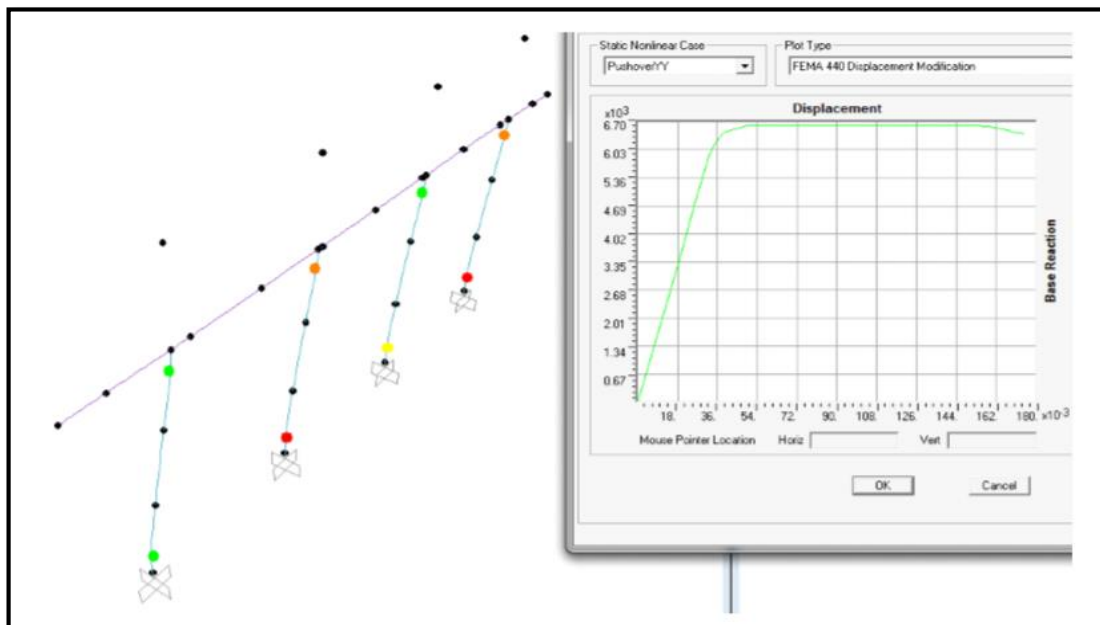 Static Nonlinear Case
PushoverYY
Plot Type
FEMA 440 Displacement Modification
Displacement
x10³
6.70
6.03
5.36
4.69
4.02
3.35
2.68
2.01
1.34
0.67
Base Reaction
18. 36. 54. 72. 90. 108. 126. 144. 162. 180. x10⁻³
Mouse Pointer Location Horiz Vert
OK Cancel